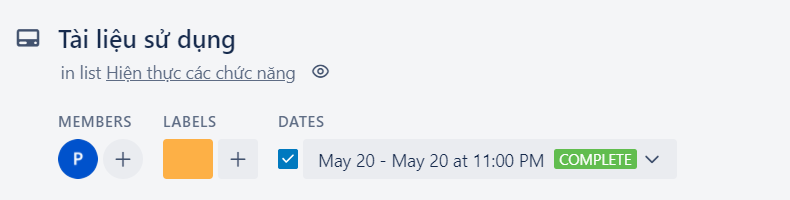 Tài liệu sử dụng
in list Hiện thực các chức năng
MEMBERS LABELS DATES
P + + May 20 - May 20 at 11:00 PM COMPLETE